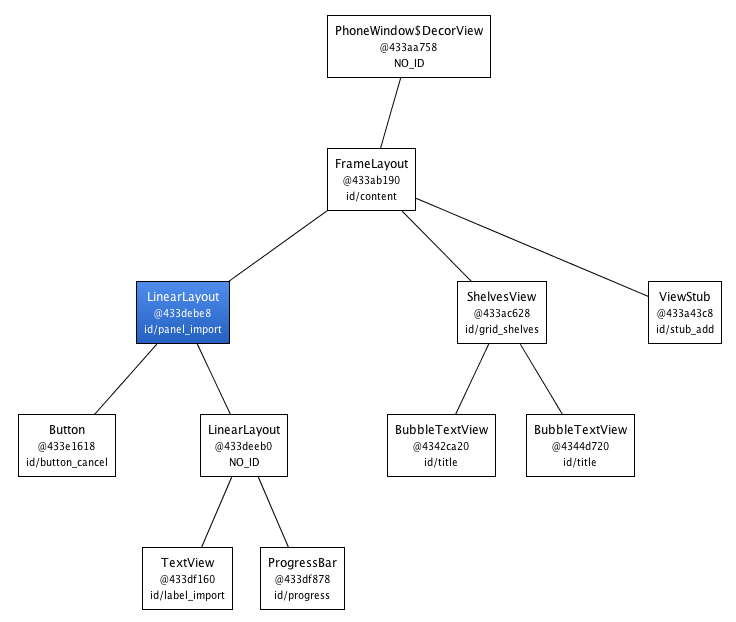 PhoneWindow$DecorView
@433aa758
NO_ID
FrameLayout
@433ab190
id/content
LinearLayout
@433debe8
id/panel_import
ShelvesView
@433ac628
id/grid_shelves
ViewStub
@433a43c8
id/stub_add
Button
@433e1618
id/button_cancel
LinearLayout
@433deeb0
NO_ID
BubbleTextView
@4342ca20
id/title
BubbleTextView
@4344d720
id/title
TextView
@433df160
id/label_import
ProgressBar
@433df878
id/progress